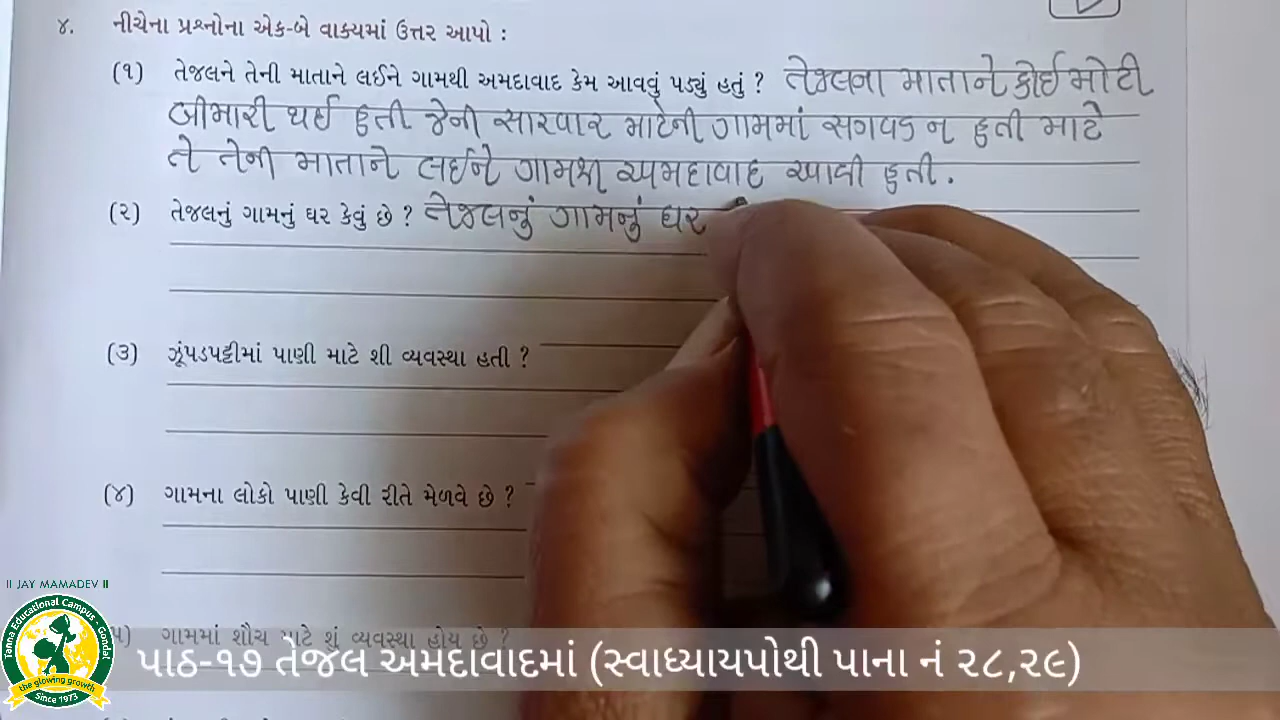 ૪. નીચેના પ્રશ્નોના એક-બે વાક્યમાં ઉત્તર આપો :
(૧) તેજલને તેની માતાને લઈને ગામથી અમદાવાદ કેમ આવવું પડ્યું હતું ? તેજલના માતાને કોઈ મોટી
બીમારી થઈ હતી જેની સારવાર માટેની ગામમાં સગવડ ન હતી માટે
તે તેની માતાને લઈને ગામથી અમદાવાદ આવી હતી.
(૨) તેજલનું ગામનું ઘર કેવું છે ? તેજલનું ગામનું ઘર
(૩) ઝૂંપડપટ્ટીમાં પાણી માટે શી વ્યવસ્થા હતી ?
(૪) ગામના લોકો પાણી કેવી રીતે મેળવે છે ?
|| JAY MAMADEV ||
Tanna Educational Campus - Gondal
the glowing growth
Since 1973
(૫) ગામમાં શૌચ માટે શું વ્યવસ્થા હોય છે ?
પાઠ-૧૭ તેજલ અમદાવાદમાં (સ્વાધ્યાયપોથી પાના નં ૨૮,૨૯)